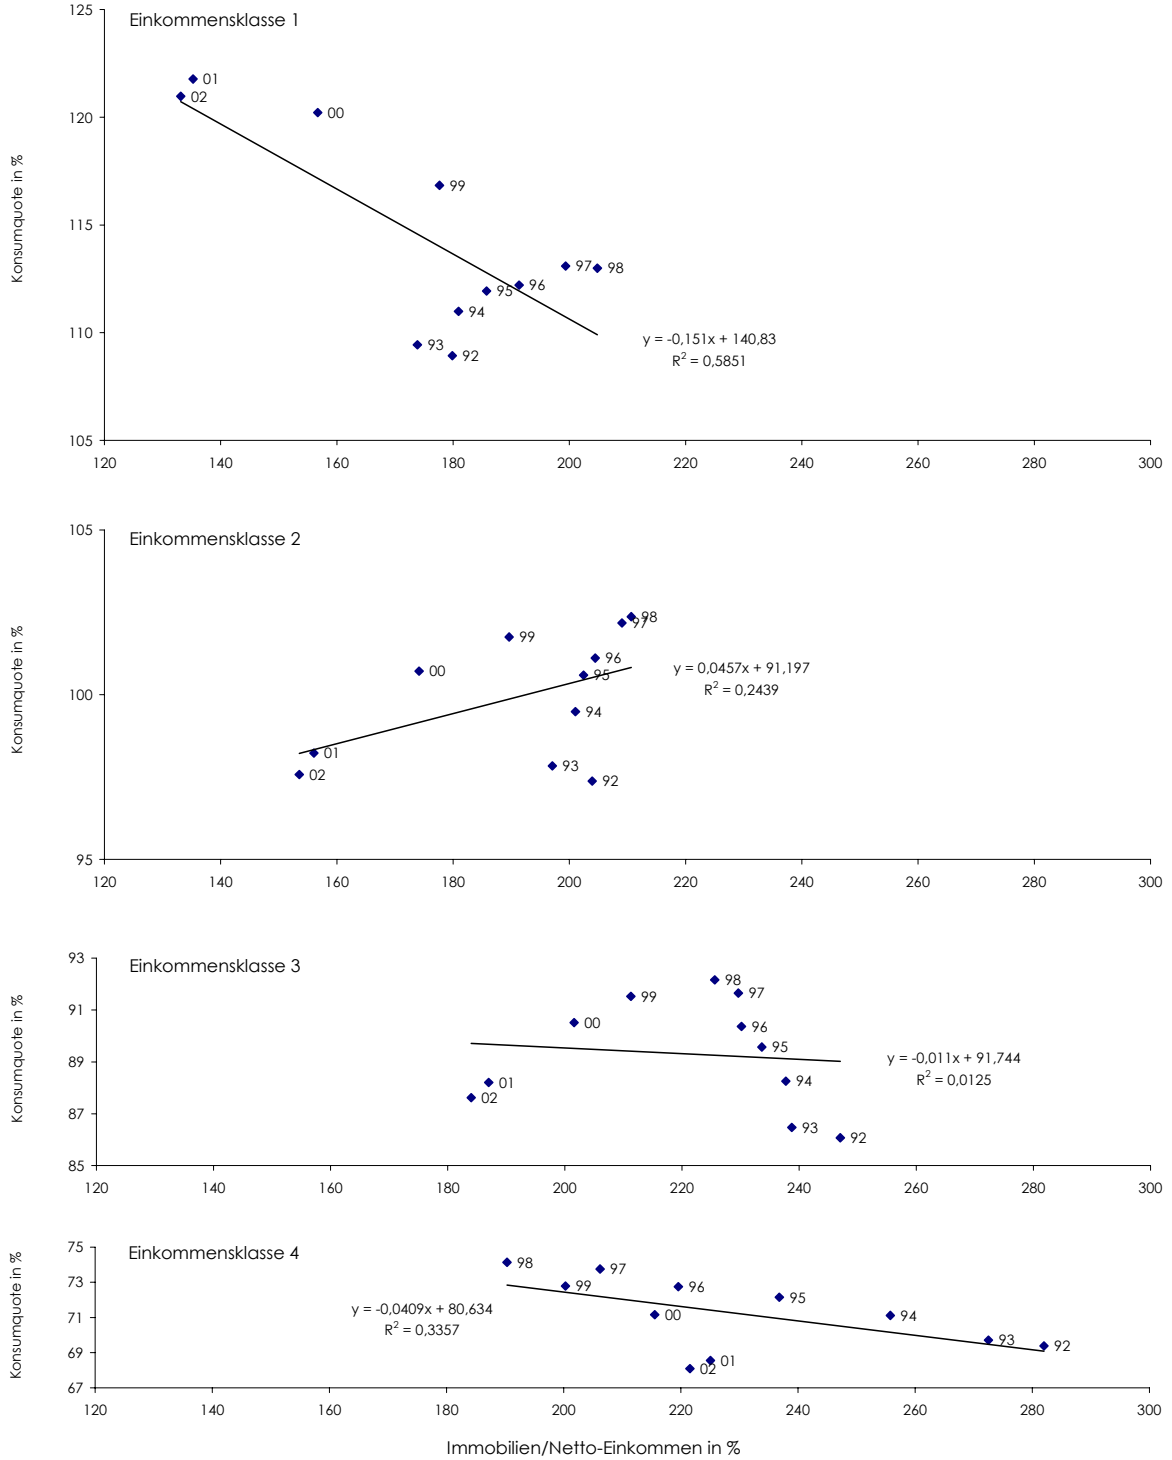 Einkommensklasse 1
Konsumquote in %
125
120
115
110
105
01
02
00
99
97
98
96
95
94
93
92
y = -0,151x + 140,83
R² = 0,5851
120 140 160 180 200 220 240 260 280 300
Einkommensklasse 2
Konsumquote in %
105
100
95
98
97
99
96
00
95
94
01
93
02
92
y = 0,0457x + 91,197
R² = 0,2439
120 140 160 180 200 220 240 260 280 300
Einkommensklasse 3
Konsumquote in %
93
91
89
87
85
98
97
99
00
96
95
94
01
02
93
92
y = -0,011x + 91,744
R² = 0,0125
120 140 160 180 200 220 240 260 280 300
Einkommensklasse 4
Konsumquote in %
75
73
71
69
67
98
97
99
96
95
00
94
93
92
01
02
y = -0,0409x + 80,634
R² = 0,3357
120 140 160 180 200 220 240 260 280 300
Immobilien/Netto-Einkommen in %